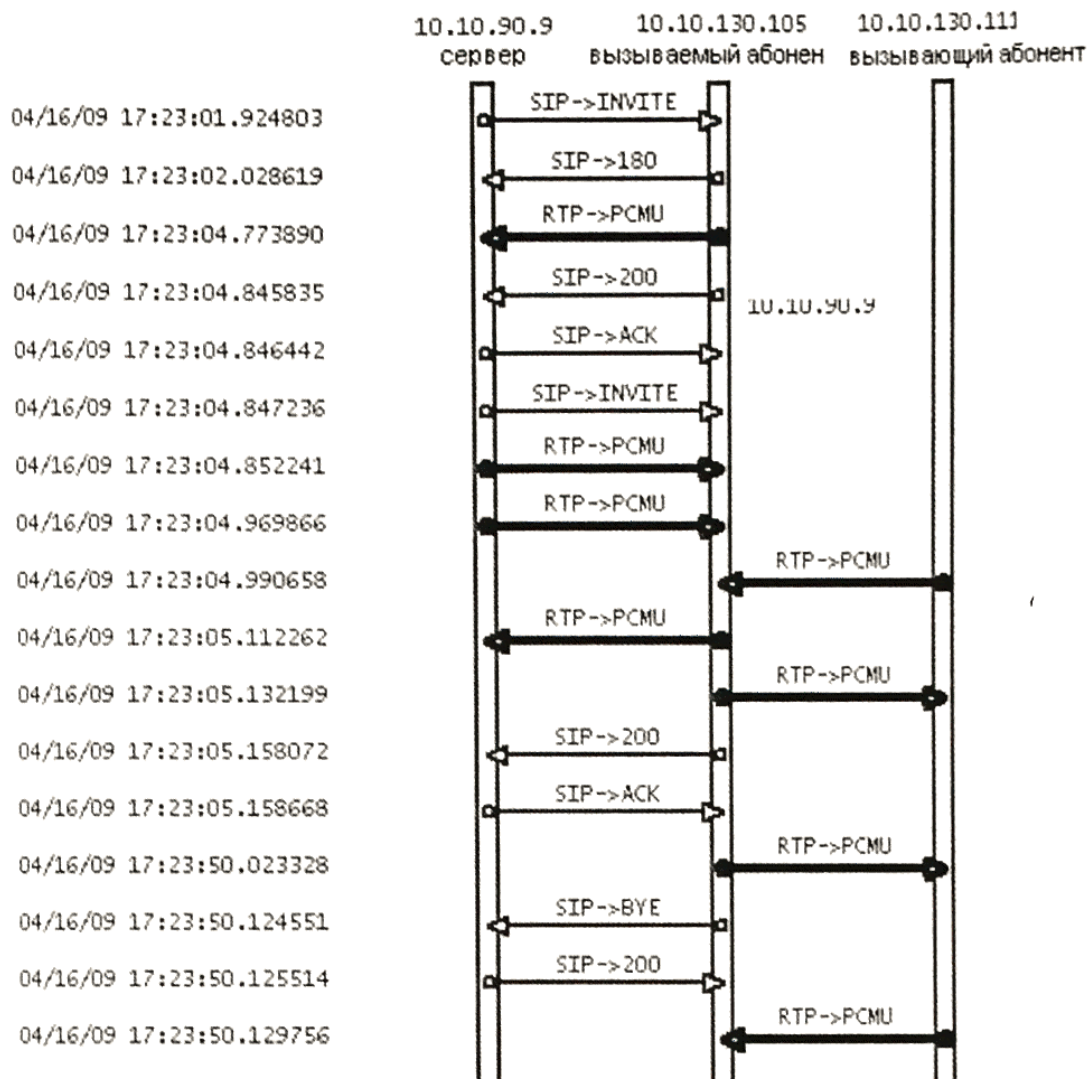 10.10.90.9 10.10.130.105 10.10.130.111
сервер вызываемый абонен вызывающий абонент
04/16/09 17:23:01.924803 SIP->INVITE
04/16/09 17:23:02.028619 SIP->180
04/16/09 17:23:04.773890 RTP->PCMU
04/16/09 17:23:04.845835 SIP->200
10.10.90.9
04/16/09 17:23:04.846442 SIP->ACK
04/16/09 17:23:04.847236 SIP->INVITE
04/16/09 17:23:04.852241 RTP->PCMU
04/16/09 17:23:04.969866 RTP->PCMU
04/16/09 17:23:04.990658 RTP->PCMU
04/16/09 17:23:05.112262 RTP->PCMU
04/16/09 17:23:05.132199 RTP->PCMU
04/16/09 17:23:05.158072 SIP->200
04/16/09 17:23:05.158668 SIP->ACK
04/16/09 17:23:50.023328 RTP->PCMU
04/16/09 17:23:50.124551 SIP->BYE
04/16/09 17:23:50.125514 SIP->200
04/16/09 17:23:50.129756 RTP->PCMU